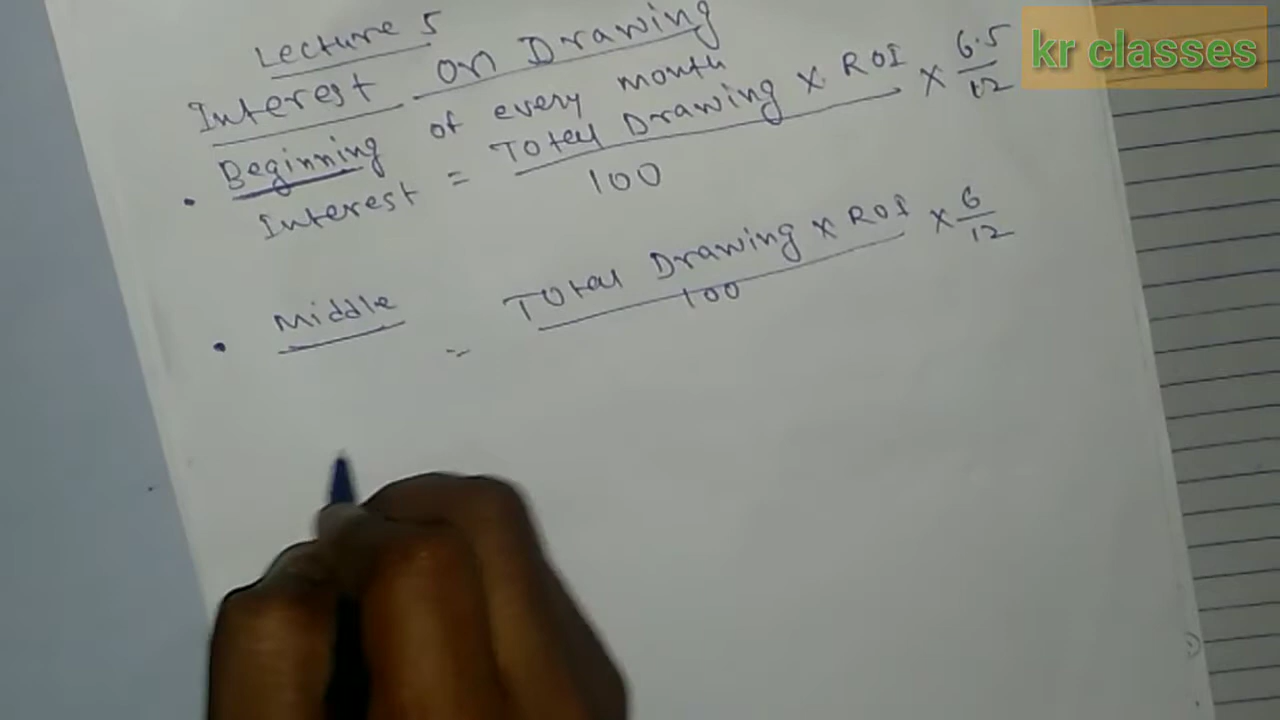 Lecture 5
Interest on Drawing
• Beginning of every month
Interest = Total Drawing x ROI / 100 x 6.5 / 12
• Middle = Total Drawing x ROI / 100 x 6 / 12
kr classes